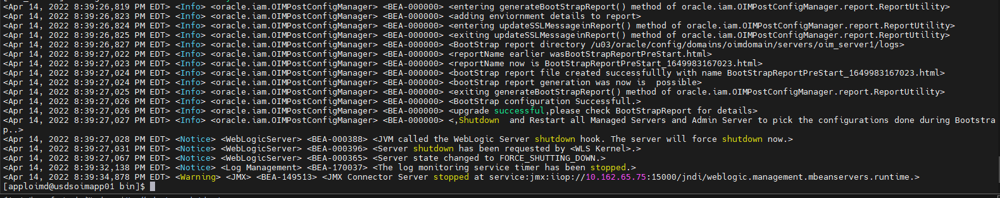 <Apr 14, 2022 8:39:26,819 PM EDT> <Info> <oracle.iam.OIMPostConfigManager> <BEA-000000> <entering generateBootStrapReport() method of oracle.iam.OIMPostConfigManager.report.ReportUtility>
<Apr 14, 2022 8:39:26,823 PM EDT> <Info> <oracle.iam.OIMPostConfigManager> <BEA-000000> <adding enviornment details to report>
<Apr 14, 2022 8:39:26,824 PM EDT> <Info> <oracle.iam.OIMPostConfigManager> <BEA-000000> <entering updateSSLMessageinReport() method of oracle.iam.OIMPostConfigManager.report.ReportUtility>
<Apr 14, 2022 8:39:26,825 PM EDT> <Info> <oracle.iam.OIMPostConfigManager> <BEA-000000> <exiting updateSSLMessageinReport() method of oracle.iam.OIMPostConfigManager.report.ReportUtility>
<Apr 14, 2022 8:39:26,827 PM EDT> <Info> <oracle.iam.OIMPostConfigManager> <BEA-000000> <BootStrap report directory /u03/oracle/config/domains/oimdomain/servers/oim_server1/logs>
<Apr 14, 2022 8:39:27,022 PM EDT> <Info> <oracle.iam.OIMPostConfigManager> <BEA-000000> <reportName earlier wasBootStrapReportPreStart.html>
<Apr 14, 2022 8:39:27,023 PM EDT> <Info> <oracle.iam.OIMPostConfigManager> <BEA-000000> <reportName now is BootStrapReportPreStart_1649983167023.html>
<Apr 14, 2022 8:39:27,024 PM EDT> <Info> <oracle.iam.OIMPostConfigManager> <BEA-000000> <bootstrap report file created successfullly with name BootStrapReportPreStart_1649983167023.html>
<Apr 14, 2022 8:39:27,024 PM EDT> <Info> <oracle.iam.OIMPostConfigManager> <BEA-000000> <bootstrap report generation was now is  possible>
<Apr 14, 2022 8:39:27,025 PM EDT> <Info> <oracle.iam.OIMPostConfigManager> <BEA-000000> <exiting generateBootStrapReport() method of oracle.iam.OIMPostConfigManager.report.ReportUtility>
<Apr 14, 2022 8:39:27,026 PM EDT> <Info> <oracle.iam.OIMPostConfigManager> <BEA-000000> <BootStrap configuration Successfull.>
<Apr 14, 2022 8:39:27,026 PM EDT> <Info> <oracle.iam.OIMPostConfigManager> <BEA-000000> <upgrade successful,please check BootStrapReport for details>
<Apr 14, 2022 8:39:27,027 PM EDT> <Info> <oracle.iam.OIMPostConfigManager> <BEA-000000> <,Shutdown  and Restart all Managed Servers and Admin Server to pick the configurations done during Bootstra
p..>
<Apr 14, 2022 8:39:27,028 PM EDT> <Notice> <WebLogicServer> <BEA-000388> <JVM called the WebLogic Server shutdown hook. The server will force shutdown now.>
<Apr 14, 2022 8:39:27,031 PM EDT> <Notice> <WebLogicServer> <BEA-000396> <Server shutdown has been requested by <WLS Kernel>.>
<Apr 14, 2022 8:39:27,067 PM EDT> <Notice> <WebLogicServer> <BEA-000365> <Server state changed to FORCE_SHUTTING_DOWN.>
<Apr 14, 2022 8:39:32,138 PM EDT> <Notice> <Log Management> <BEA-170037> <The log monitoring service timer has been stopped.>
<Apr 14, 2022 8:39:34,878 PM EDT> <Warning> <JMX> <BEA-149513> <JMX Connector Server stopped at service:jmx:iiop://10.162.65.75:15000/jndi/weblogic.management.mbeanservers.runtime.>
[apploimd@usdsoimapp01 bin]$